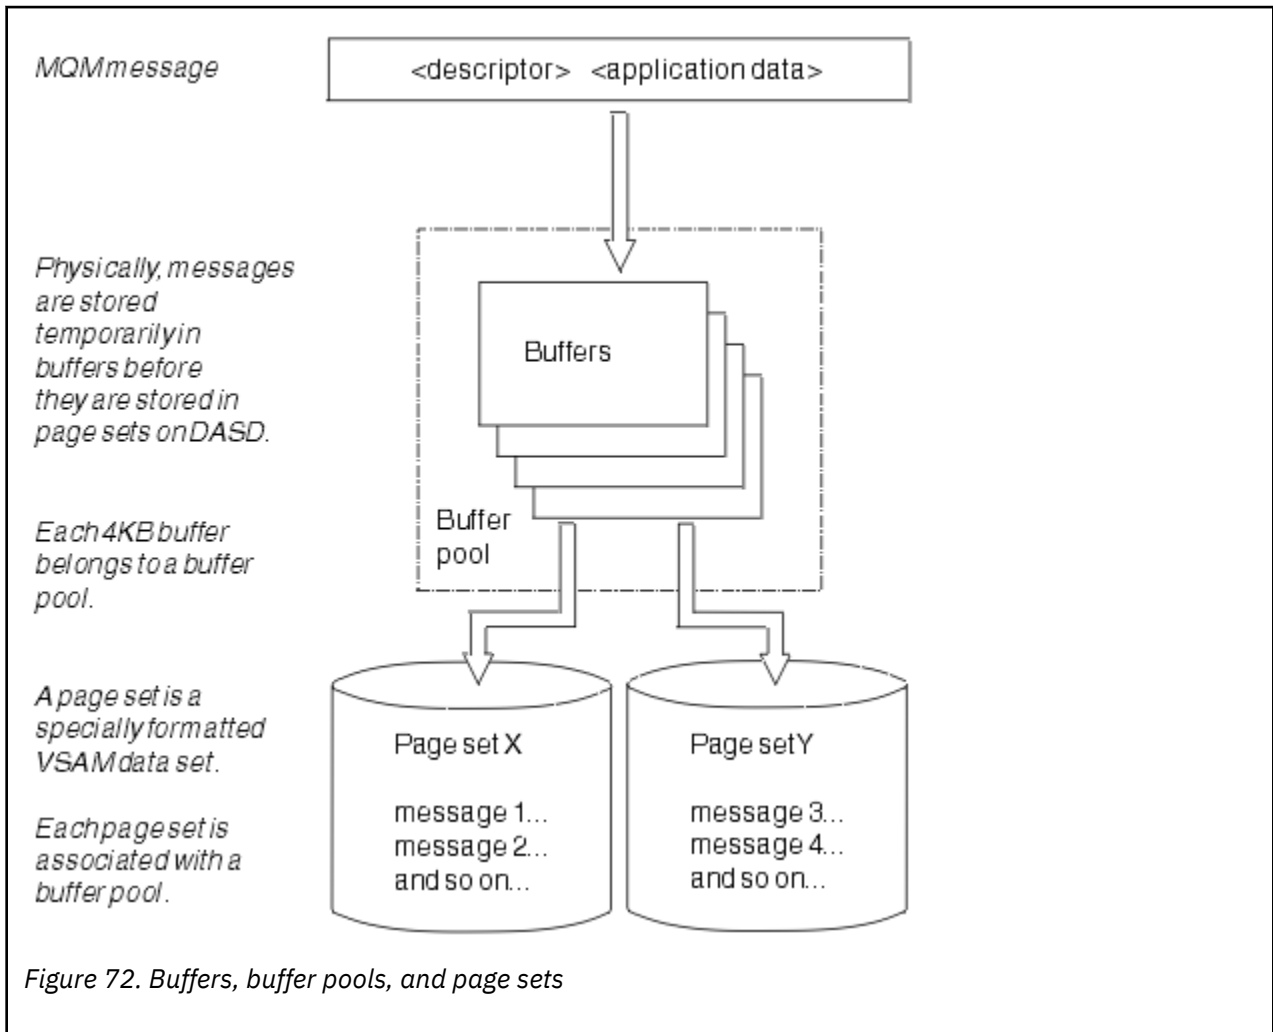 MQM message
<descriptor> <application data>
Physically, messages
are stored
temporarily in
buffers before
they are stored in
page sets on DASD.
Buffers
Each 4KB buffer
belongs to a buffer
pool.
Buffer
pool
A page set is a
specially formatted
VSAM data set.
Each page set is
associated with a
buffer pool.
Page set X
message 1...
message 2...
and so on...
Page set Y
message 3...
message 4...
and so on...
Figure 72. Buffers, buffer pools, and page sets